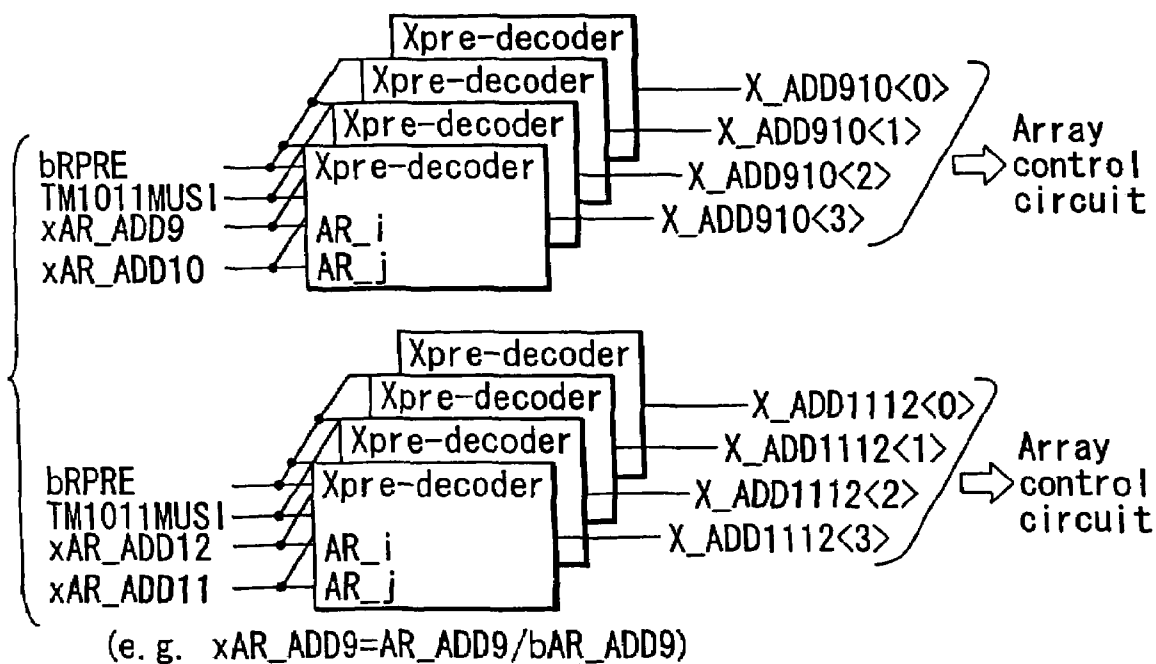 Xpre-decoder
Xpre-decoder
Xpre-decoder
Xpre-decoder
bRPRE
TM1011MUSI
xAR_ADD9
xAR_ADD10
AR_i
AR_j
X_ADD910<0>
X_ADD910<1>
X_ADD910<2>
X_ADD910<3>
Array
control
circuit
Xpre-decoder
Xpre-decoder
Xpre-decoder
Xpre-decoder
bRPRE
TM1011MUSI
xAR_ADD12
xAR_ADD11
AR_i
AR_j
X_ADD1112<0>
X_ADD1112<1>
X_ADD1112<2>
X_ADD1112<3>
Array
control
circuit
(e. g. xAR_ADD9=AR_ADD9/bAR_ADD9)